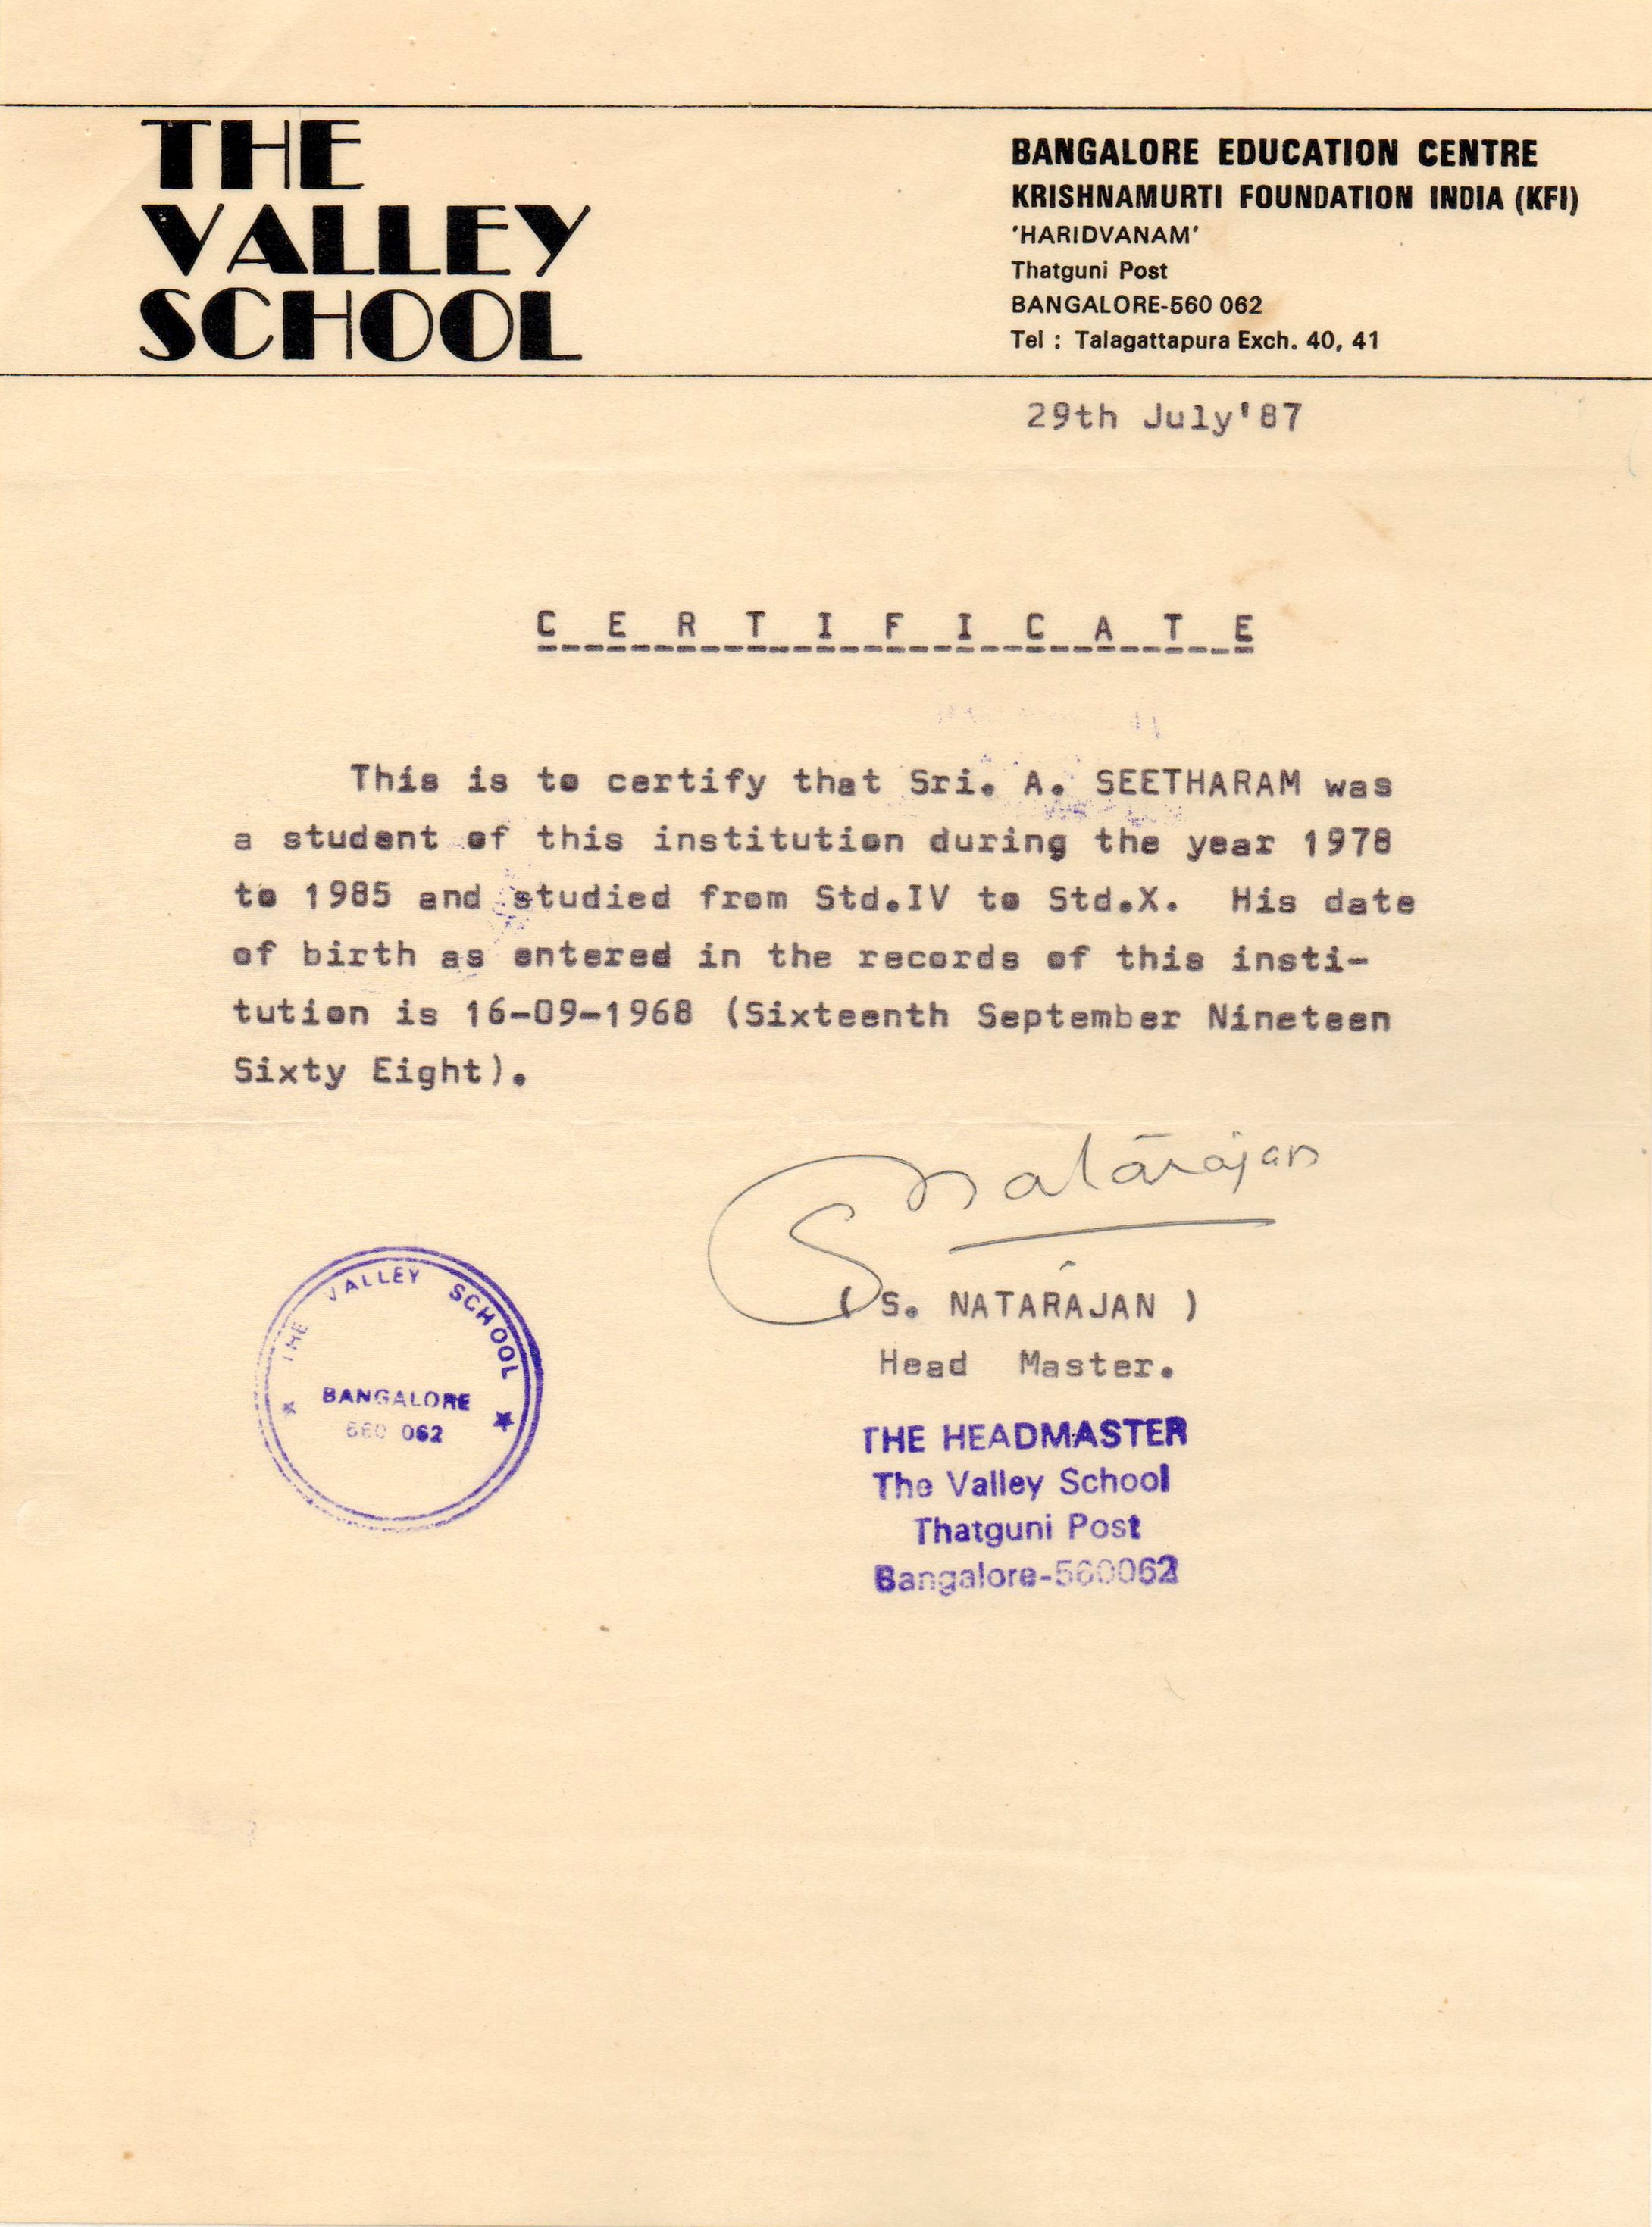 THE
VALLEY
SCHOOL
BANGALORE EDUCATION CENTRE
KRISHNAMURTI FOUNDATION INDIA (KFI)
'HARIDVANAM'
Thatguni Post
BANGALORE-560 062
Tel : Talagattapura Exch. 40, 41
29th July'87
C E R T I F I C A T E
This is to certify that Sri. A. SEETHARAM was
a student of this institution during the year 1978
to 1985 and studied from Std.IV to Std.X. His date
of birth as entered in the records of this insti-
tution is 16-09-1968 (Sixteenth September Nineteen
Sixty Eight).
S Natarajan
( S. NATARAJAN )
Head Master.
THE VALLEY SCHOOL
BANGALORE
560 062
THE HEADMASTER
The Valley School
Thatguni Post
Bangalore-560062